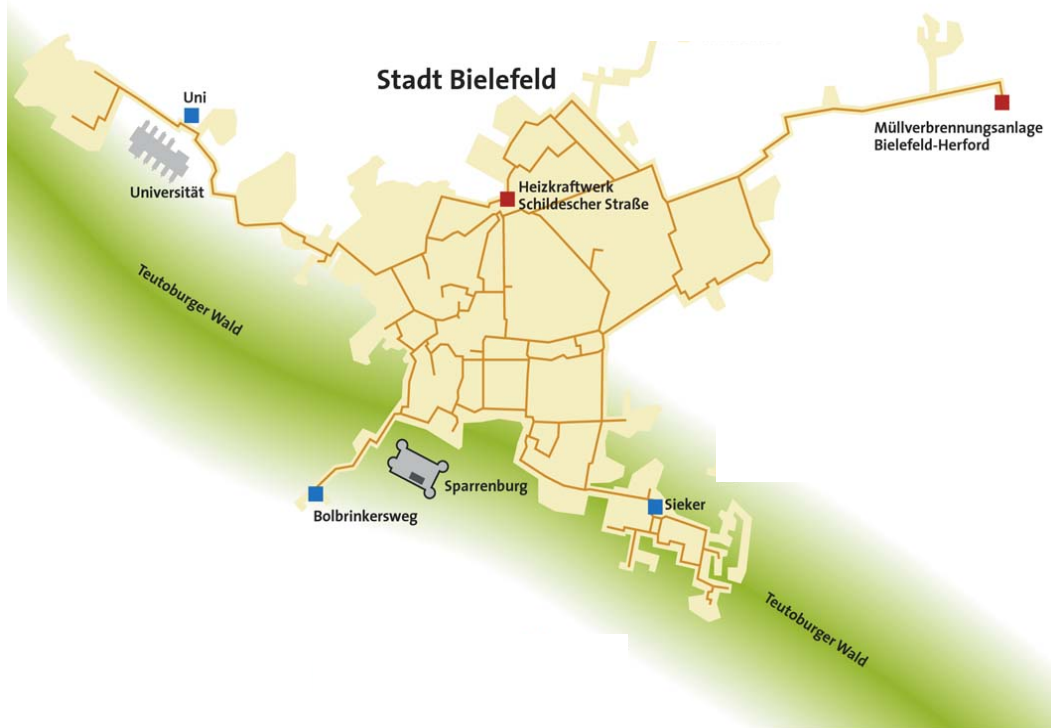 Stadt Bielefeld
Uni
Müllverbrennungsanlage
Bielefeld-Herford
Universität
Heizkraftwerk
Schildescher Straße
Teutoburger Wald
Sparrenburg
Bolbrinkersweg
Sieker
Teutoburger Wald